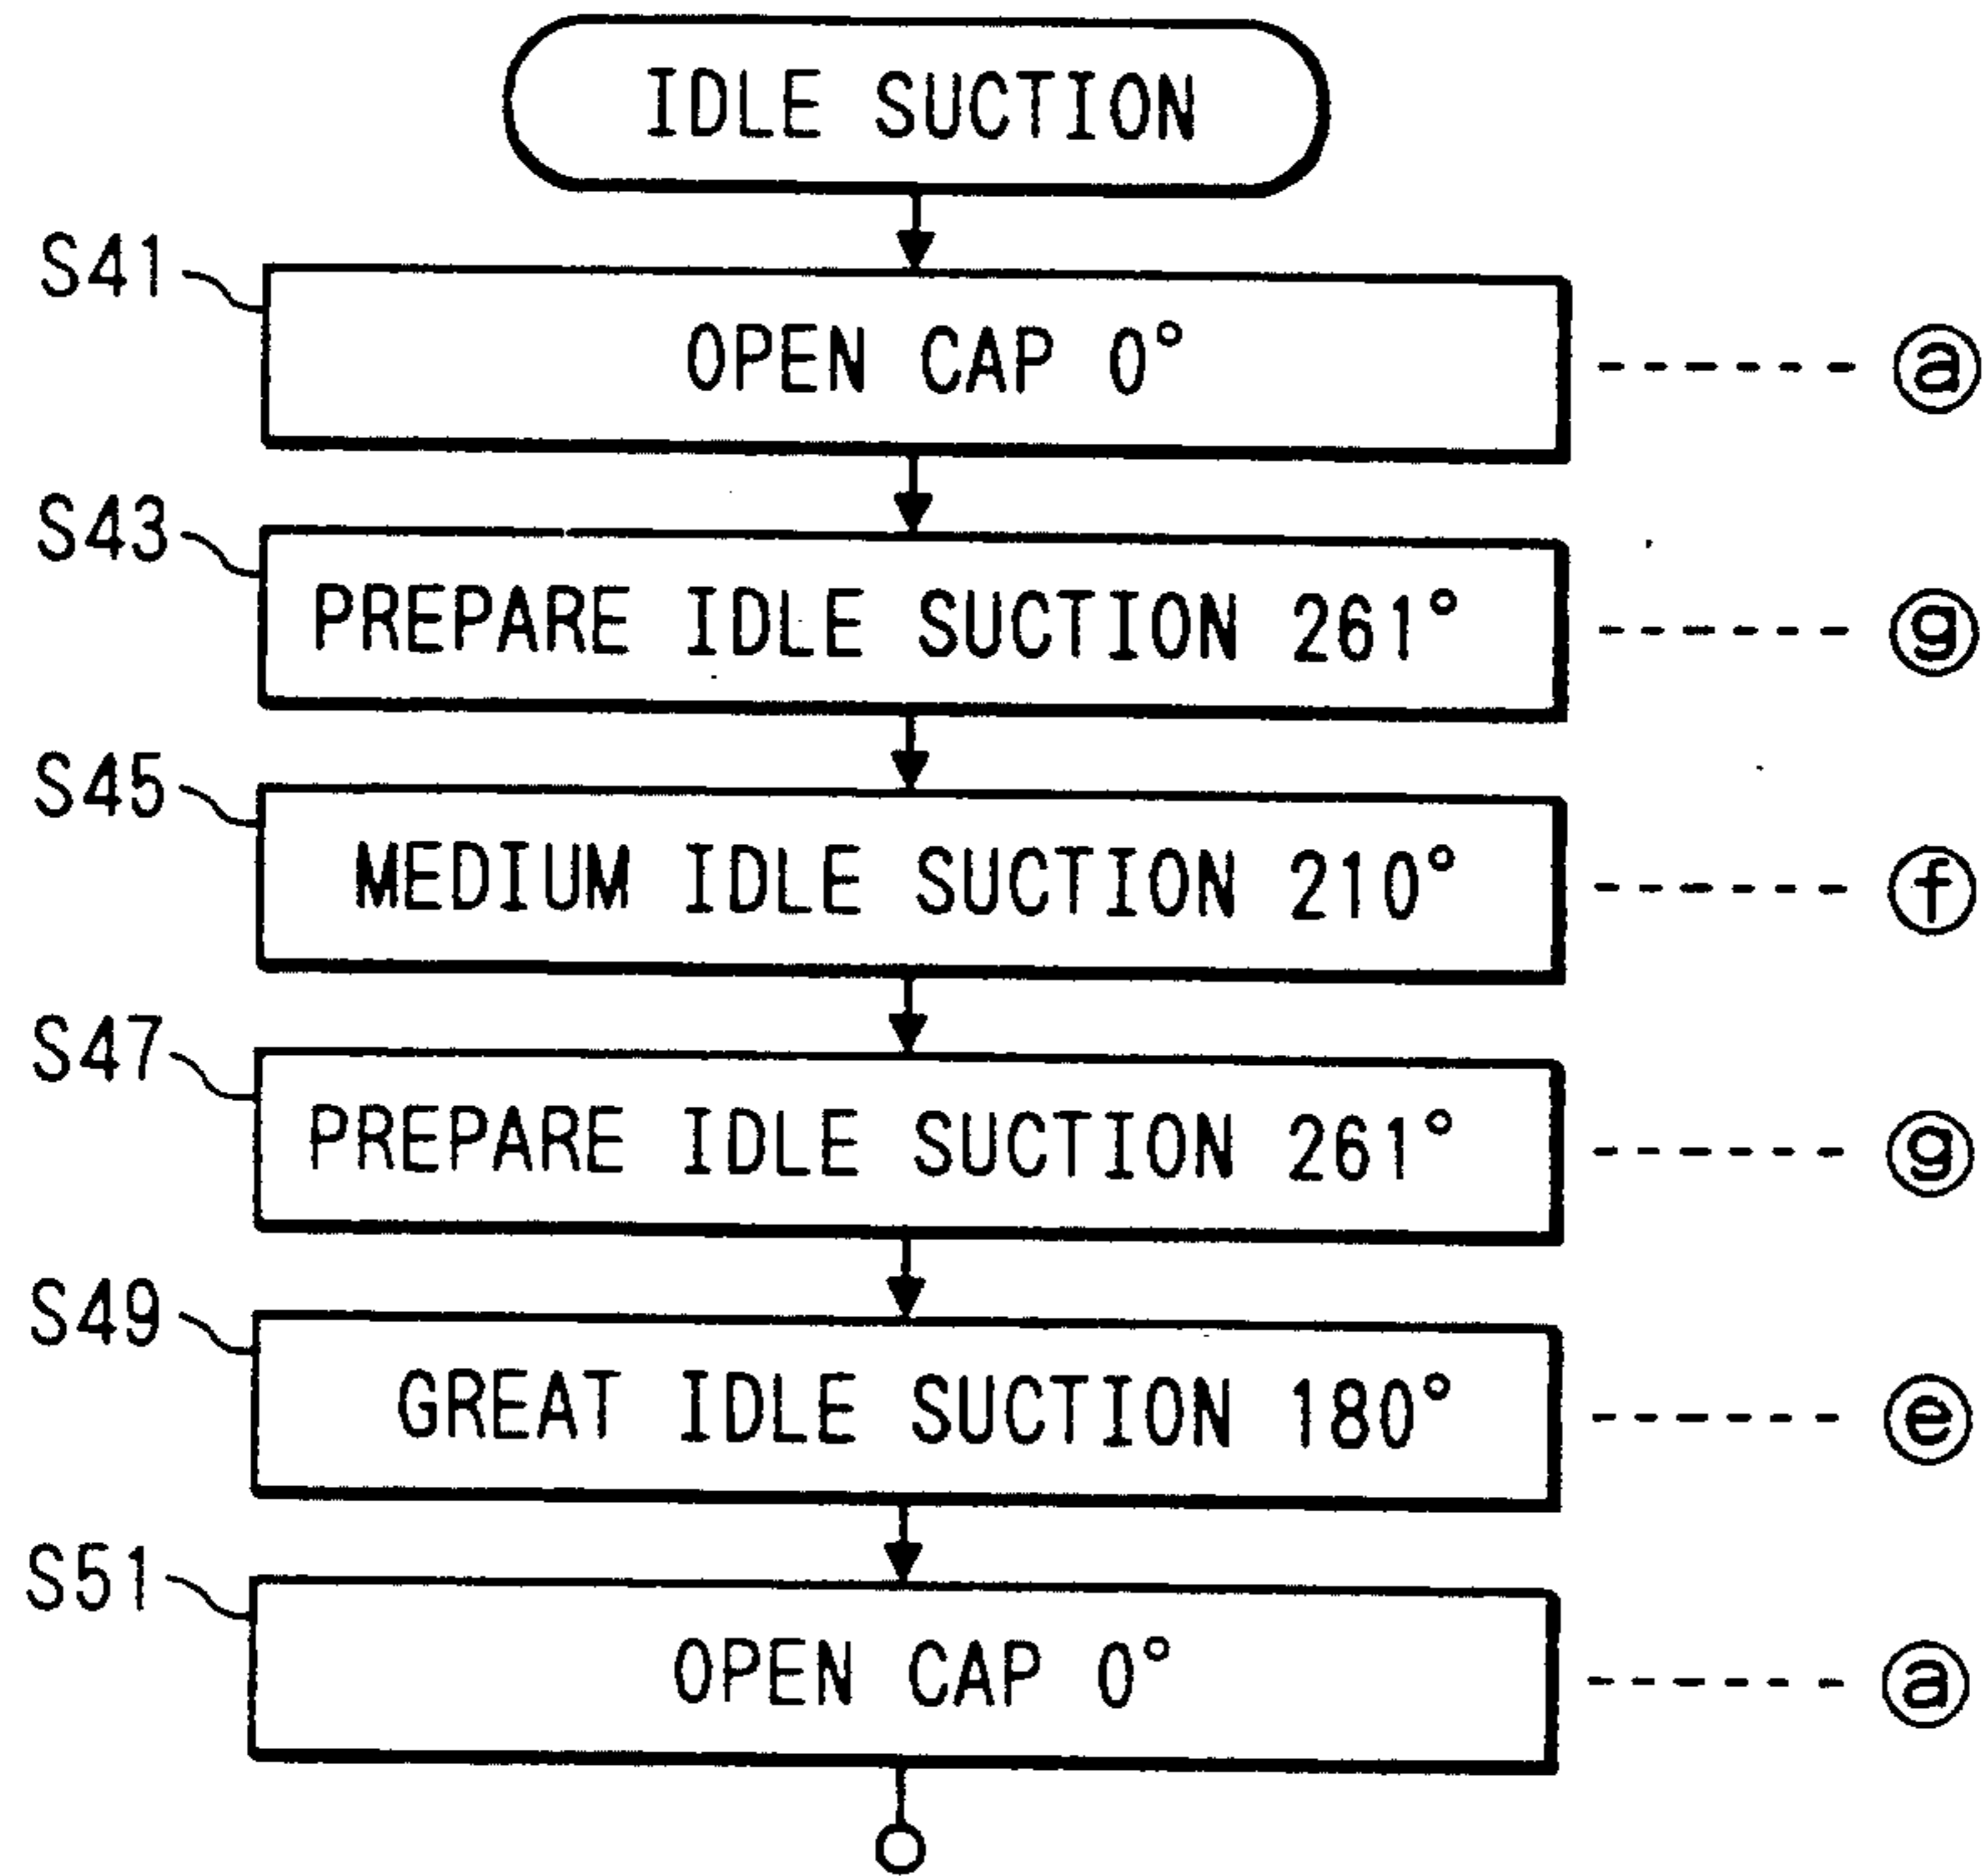 IDLE SUCTION
S41
OPEN CAP 0°
ⓐ
S43
PREPARE IDLE SUCTION 261°
ⓖ
S45
MEDIUM IDLE SUCTION 210°
ⓕ
S47
PREPARE IDLE SUCTION 261°
ⓖ
S49
GREAT IDLE SUCTION 180°
ⓔ
S51
OPEN CAP 0°
ⓐ